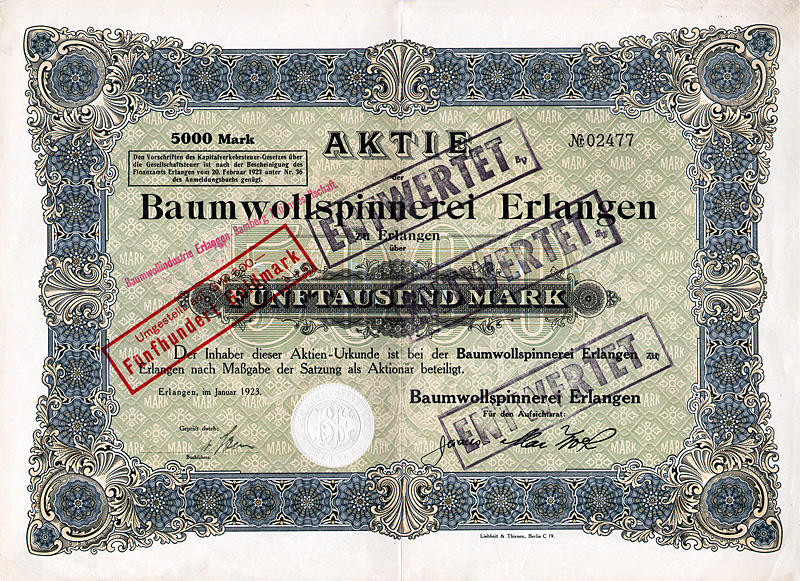 5000 Mark
AKTIE
№ 02477
Den Vorschriften des Kapitalverkehrsteuer-Gesetzes über
die Gesellschaftsteuer ist nach der Bescheinigung des
Finanzamts Erlangen vom 20. Februar 1923 unter Nr. 36
des Anmeldungsbuchs genügt.
der
Baumwollspinnerei Erlangen
zu Erlangen
über
FÜNFTAUSEND MARK
Baumwollindustrie Erlangen-Bamberg
Umgestellt
Fünfhundert Goldmark
ENTWERTET
ENTWERTET
ENTWERTET
Der Inhaber dieser Aktien-Urkunde ist bei der Baumwollspinnerei Erlangen zu
Erlangen nach Maßgabe der Satzung als Aktionär beteiligt.
Erlangen, im Januar 1923.
Baumwollspinnerei Erlangen
Für den Aufsichtsrat:
Geprüft durch:
Buchführer.
Liebheit & Thiesen, Berlin C 19.